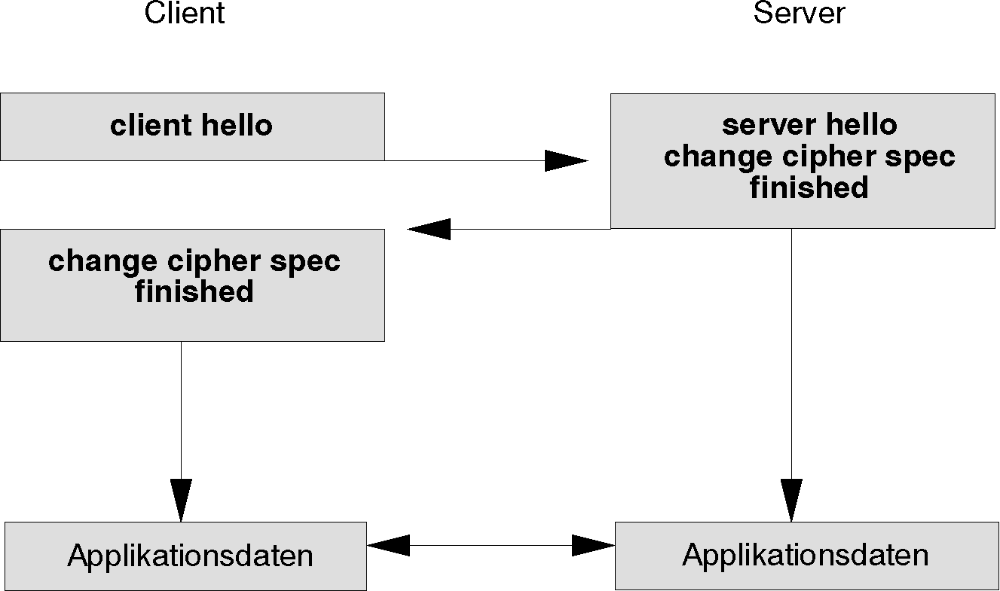 Client
Server
client hello
server hello
change cipher spec
finished
change cipher spec
finished
Applikationsdaten
Applikationsdaten